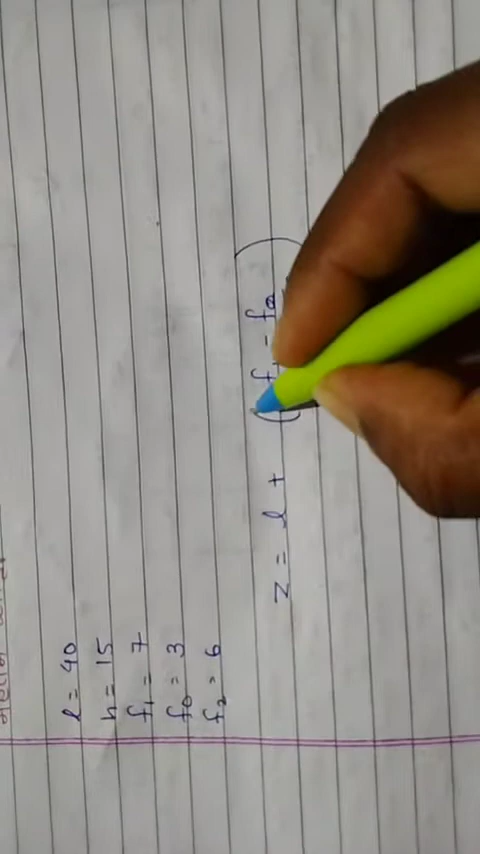 l = 40
h = 15
f₁ = 7
f₀ = 3
f₂ = 6
z = l + ( f₁ - f₀ )